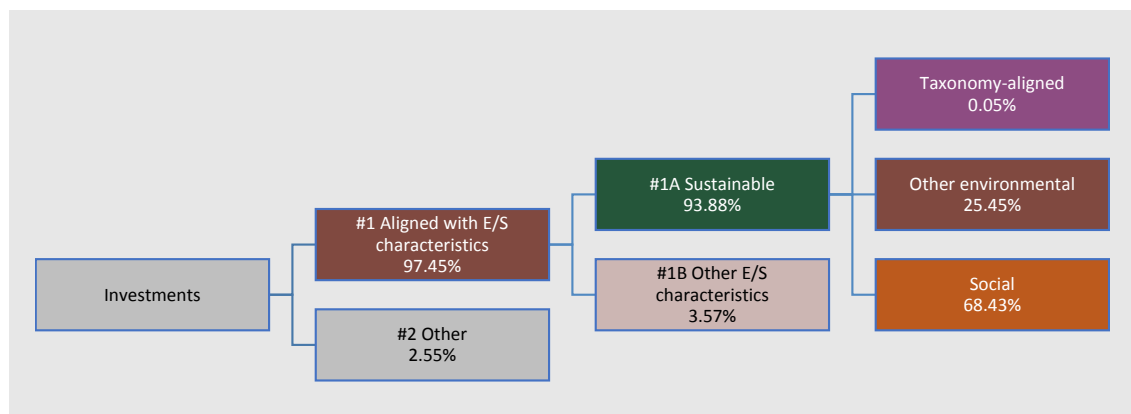 Investments
#1 Aligned with E/S
characteristics
97.45%
#2 Other
2.55%
#1A Sustainable
93.88%
#1B Other E/S
characteristics
3.57%
Taxonomy-aligned
0.05%
Other environmental
25.45%
Social
68.43%